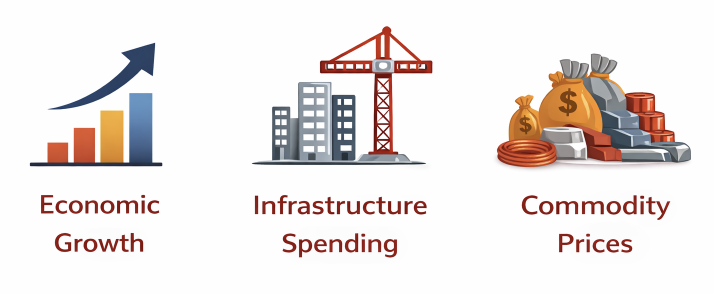 Economic
Growth
Infrastructure
Spending
$
$
Commodity
Prices